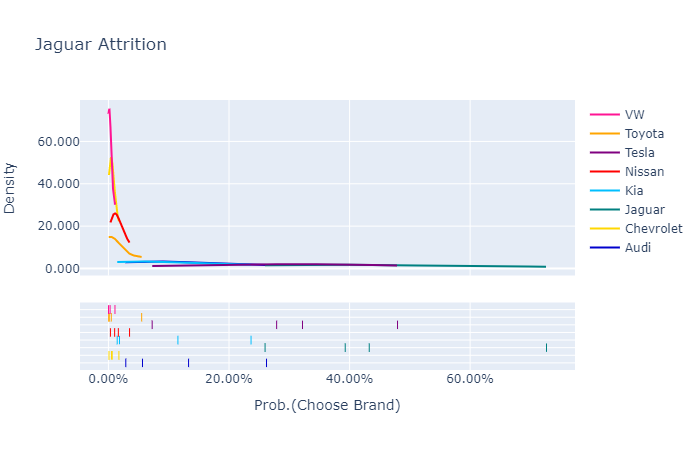 Jaguar Attrition
Density
60.000
40.000
20.000
0.000
VW
Toyota
Tesla
Nissan
Kia
Jaguar
Chevrolet
Audi
0.00%
20.00%
40.00%
60.00%
Prob.(Choose Brand)